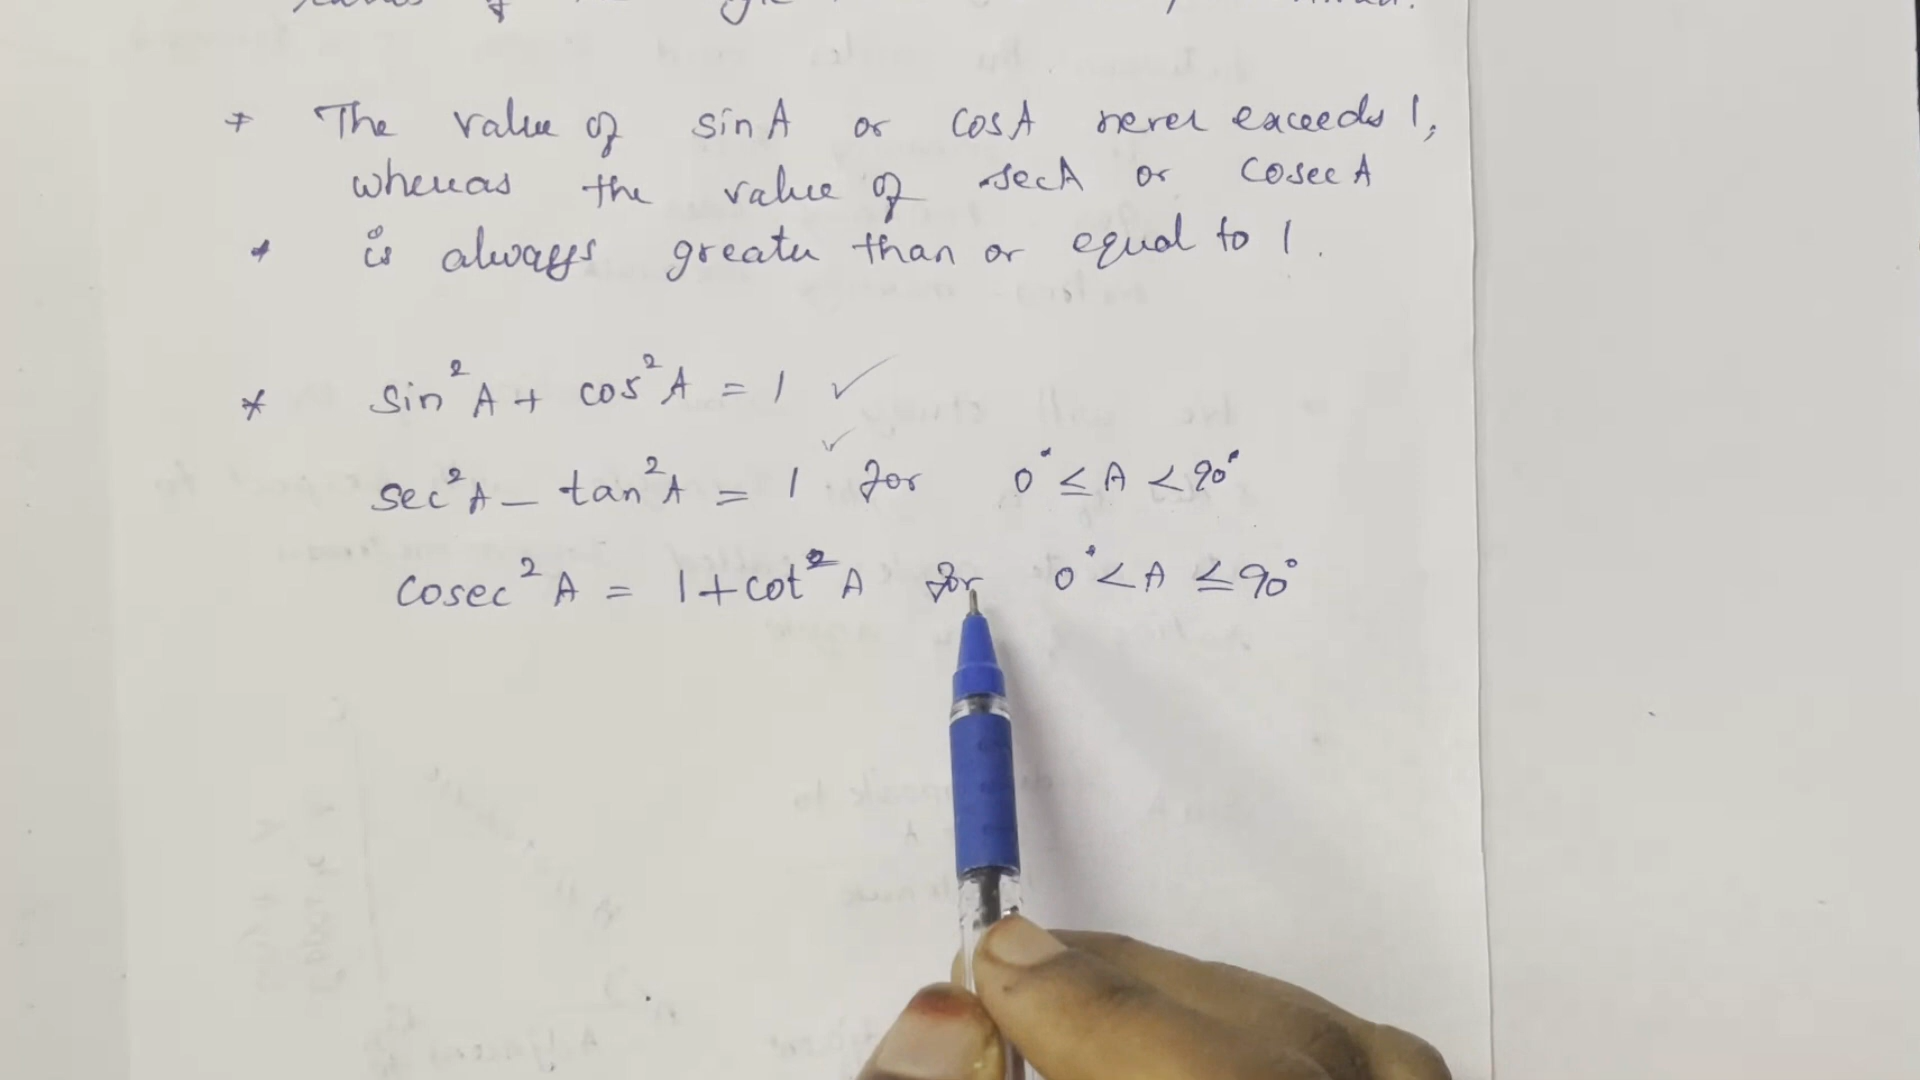 of
* The value of sin A or cos A never exceeds 1,
whereas the value of sec A or cosec A
* is always greater than or equal to 1.
* sin²A + cos²A = 1 ✓
sec²A – tan²A = 1 ✓ for 0° ≤ A < 90°
cosec²A = 1 + cot²A for 0° < A ≤ 90°